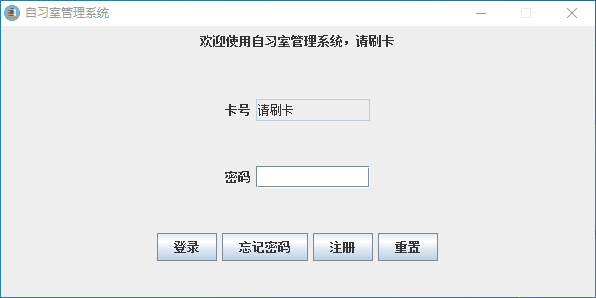 自习室管理系统
欢迎使用自习室管理系统，请刷卡
卡号 请刷卡
密码
登录 忘记密码 注册 重置